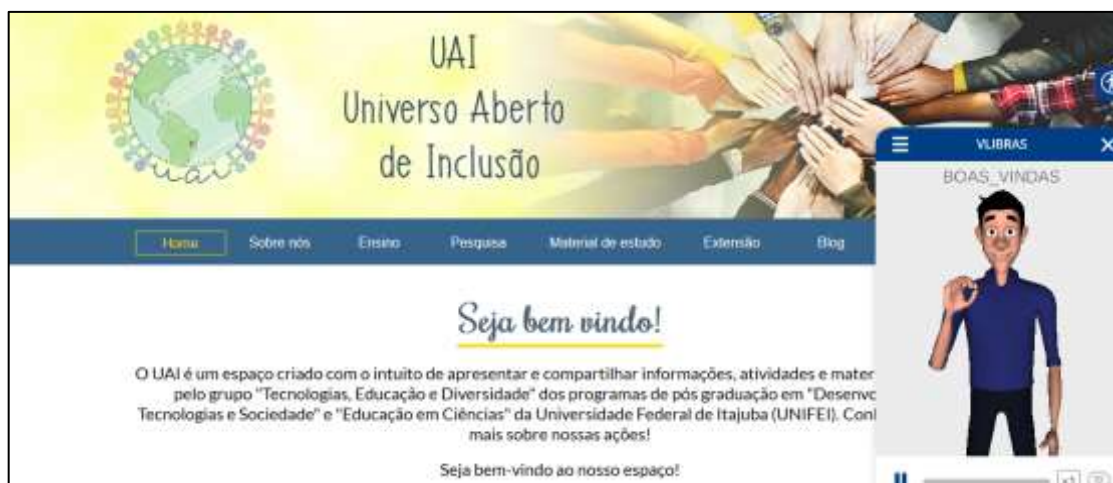 UAI
Universo Aberto
de Inclusão
uai
VLIBRAS
BOAS_VINDAS
Home Sobre nós Ensino Pesquisa Material de estudo Extensão Blog
Seja bem vindo!
O UAI é um espaço criado com o intuito de apresentar e compartilhar informações, atividades e mater
pelo grupo "Tecnologias, Educação e Diversidade" dos programas de pós graduação em "Desenvo
Tecnologias e Sociedade" e "Educação em Ciências" da Universidade Federal de Itajuba (UNIFEI). Con
mais sobre nossas ações!
Seja bem-vindo ao nosso espaço!